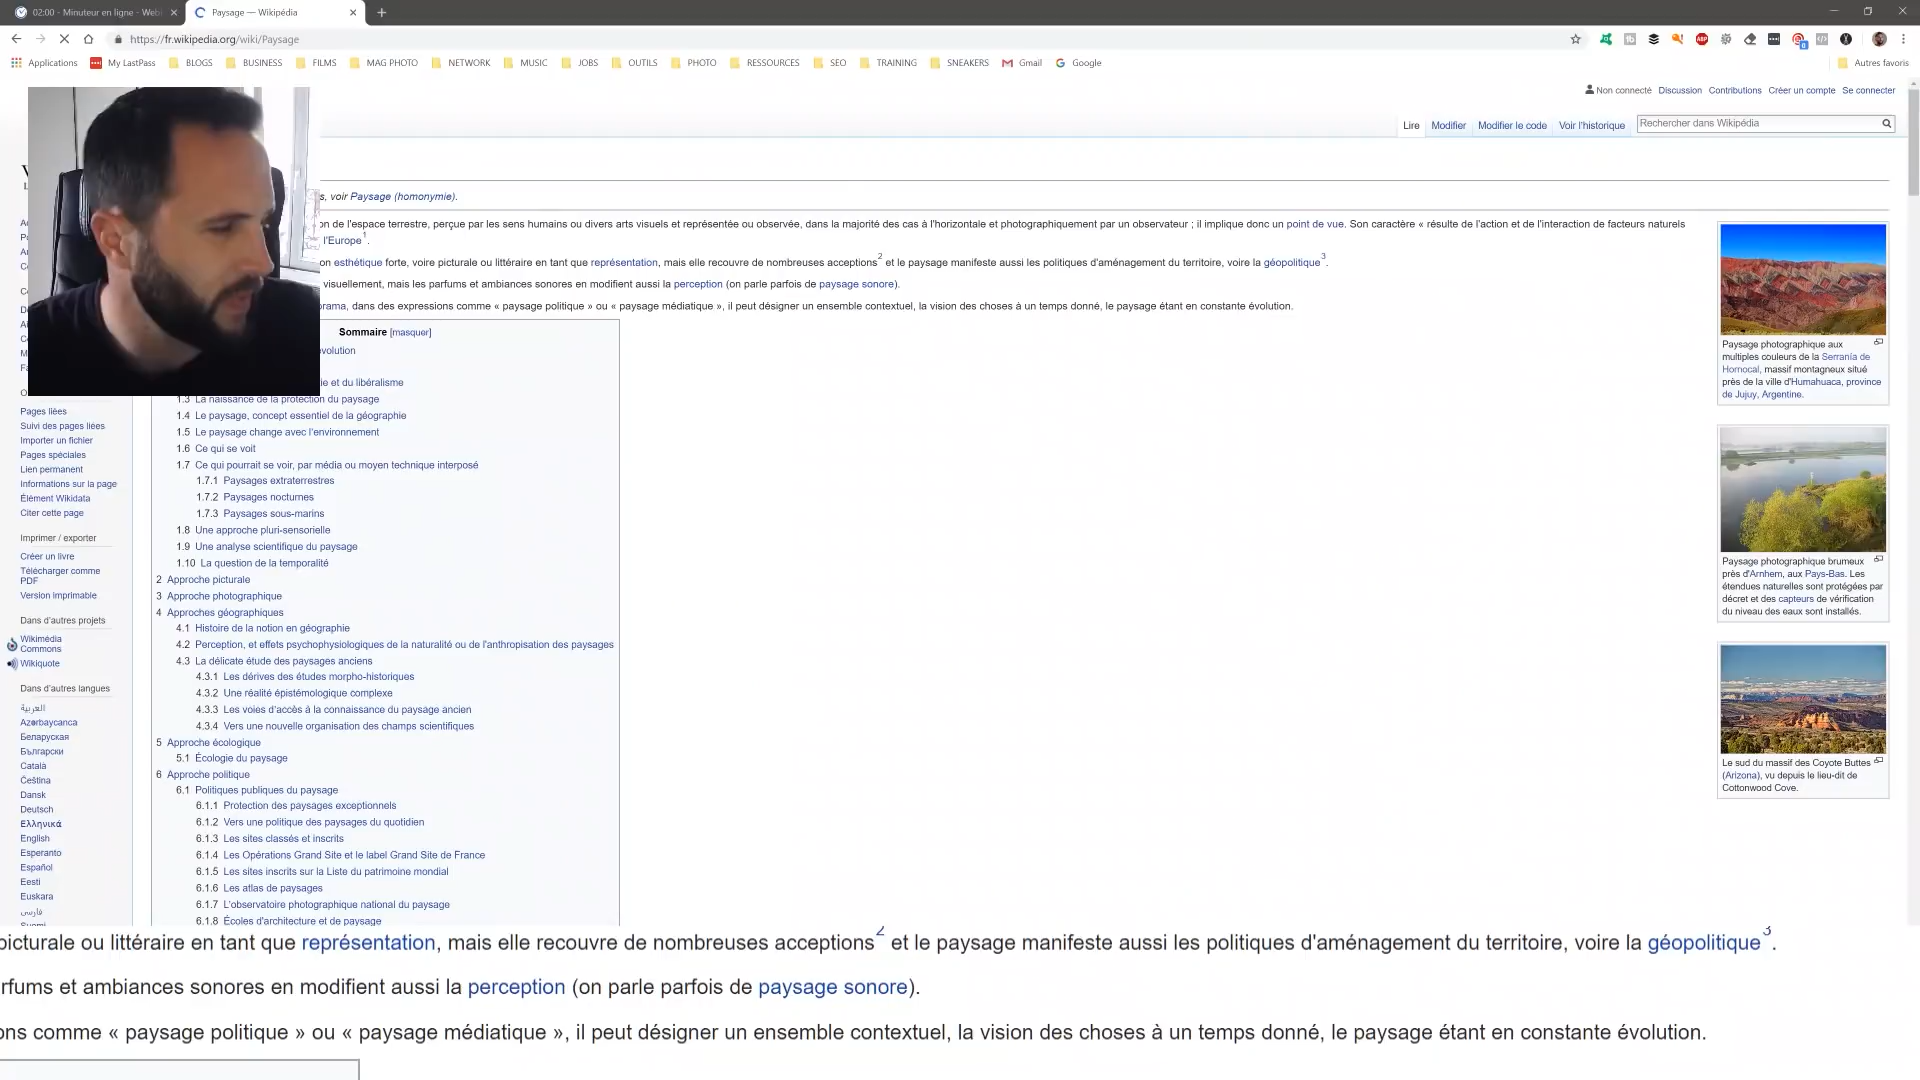 02:00 - Minuteur en ligne - Web
Paysage — Wikipédia
https://fr.wikipedia.org/wiki/Paysage
Applications
My LastPass
BLOGS
BUSINESS
FILMS
MAG PHOTO
NETWORK
MUSIC
JOBS
OUTILS
PHOTO
RESSOURCES
SEO
TRAINING
SNEAKERS
Gmail
Google
Autres favoris
Non connecté Discussion Contributions Créer un compte Se connecter
Lire Modifier Modifier le code Voir l'historique Rechercher dans Wikipédia
s, voir Paysage (homonymie).
on de l'espace terrestre, perçue par les sens humains ou divers arts visuels et représentée ou observée, dans la majorité des cas à l'horizontale et photographiquement par un observateur ; il implique donc un point de vue. Son caractère « résulte de l'action et de l'interaction de facteurs naturels
l'Europe 1.
on esthétique forte, voire picturale ou littéraire en tant que représentation, mais elle recouvre de nombreuses acceptions 2 et le paysage manifeste aussi les politiques d'aménagement du territoire, voire la géopolitique 3.
visuellement, mais les parfums et ambiances sonores en modifient aussi la perception (on parle parfois de paysage sonore).
orama, dans des expressions comme « paysage politique » ou « paysage médiatique », il peut désigner un ensemble contextuel, la vision des choses à un temps donné, le paysage étant en constante évolution.
Sommaire [masquer]
volution
ie et du libéralisme
1.3 La naissance de la protection du paysage
1.4 Le paysage, concept essentiel de la géographie
1.5 Le paysage change avec l'environnement
1.6 Ce qui se voit
1.7 Ce qui pourrait se voir, par média ou moyen technique interposé
1.7.1 Paysages extraterrestres
1.7.2 Paysages nocturnes
1.7.3 Paysages sous-marins
1.8 Une approche pluri-sensorielle
1.9 Une analyse scientifique du paysage
1.10 La question de la temporalité
2 Approche picturale
3 Approche photographique
4 Approches géographiques
4.1 Histoire de la notion en géographie
4.2 Perception, et effets psychophysiologiques de la naturalité ou de l'anthropisation des paysages
4.3 La délicate étude des paysages anciens
4.3.1 Les dérives des études morpho-historiques
4.3.2 Une réalité épistémologique complexe
4.3.3 Les voies d'accès à la connaissance du paysage ancien
4.3.4 Vers une nouvelle organisation des champs scientifiques
5 Approche écologique
5.1 Écologie du paysage
6 Approche politique
6.1 Politiques publiques du paysage
6.1.1 Protection des paysages exceptionnels
6.1.2 Vers une politique des paysages du quotidien
6.1.3 Les sites classés et inscrits
6.1.4 Les Opérations Grand Site et le label Grand Site de France
6.1.5 Les sites inscrits sur la Liste du patrimoine mondial
6.1.6 Les atlas de paysages
6.1.7 L'observatoire photographique national du paysage
6.1.8 Écoles d'architecture et de paysage
Pages liées
Suivi des pages liées
Importer un fichier
Pages spéciales
Lien permanent
Informations sur la page
Élément Wikidata
Citer cette page
Imprimer / exporter
Créer un livre
Télécharger comme
PDF
Version imprimable
Dans d'autres projets
Wikimédia
Commons
Wikiquote
Dans d'autres langues
العربية
Azərbaycanca
Беларуская
Български
Català
Čeština
Dansk
Deutsch
Ελληνικά
English
Esperanto
Español
Eesti
Euskara
فارسی
Suomi
Paysage photographique aux
multiples couleurs de la Serranía de
Hornocal, massif montagneux situé
près de la ville d'Humahuaca, province
de Jujuy, Argentine.
Paysage photographique brumeux
près d'Arnhem, aux Pays-Bas. Les
étendues naturelles sont protégées par
décret et des capteurs de vérification
du niveau des eaux sont installés.
Le sud du massif des Coyote Buttes
(Arizona), vu depuis le lieu-dit de
Cottonwood Cove.
picturale ou littéraire en tant que représentation, mais elle recouvre de nombreuses acceptions 2 et le paysage manifeste aussi les politiques d'aménagement du territoire, voire la géopolitique 3.
rfums et ambiances sonores en modifient aussi la perception (on parle parfois de paysage sonore).
ons comme « paysage politique » ou « paysage médiatique », il peut désigner un ensemble contextuel, la vision des choses à un temps donné, le paysage étant en constante évolution.